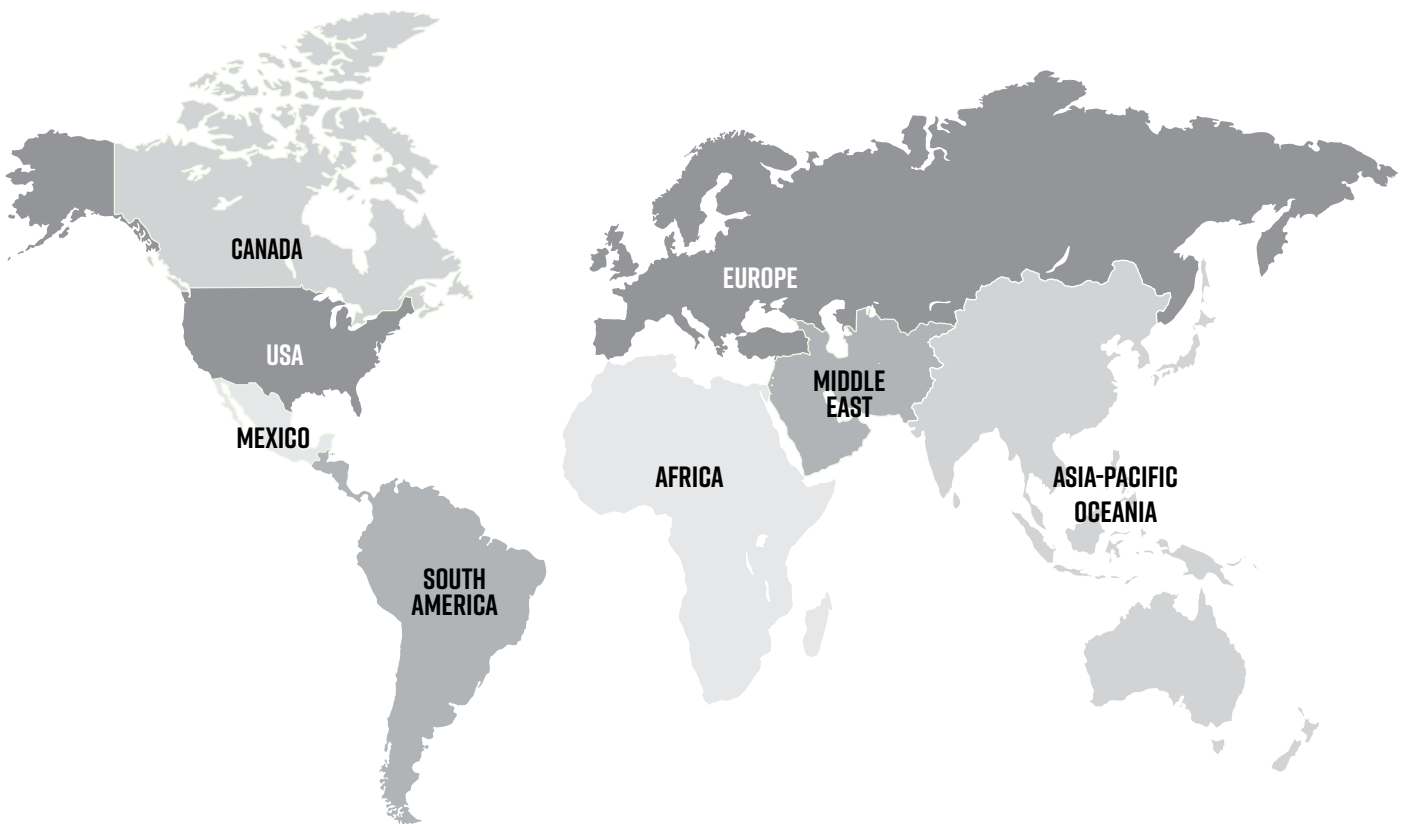 CANADA
EUROPE
USA
MIDDLE
EAST
MEXICO
AFRICA
ASIA-PACIFIC
OCEANIA
SOUTH
AMERICA